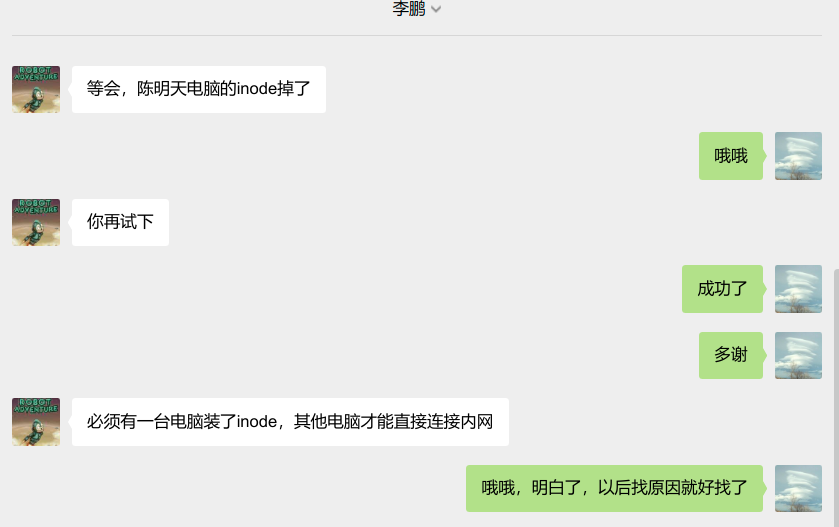 李鹏
ROBOT
ADVENTURE
等会，陈明天电脑的inode掉了
哦哦
ROBOT
ADVENTURE
你再试下
成功了
多谢
ROBOT
ADVENTURE
必须有一台电脑装了inode，其他电脑才能直接连接内网
哦哦，明白了，以后找原因就好找了